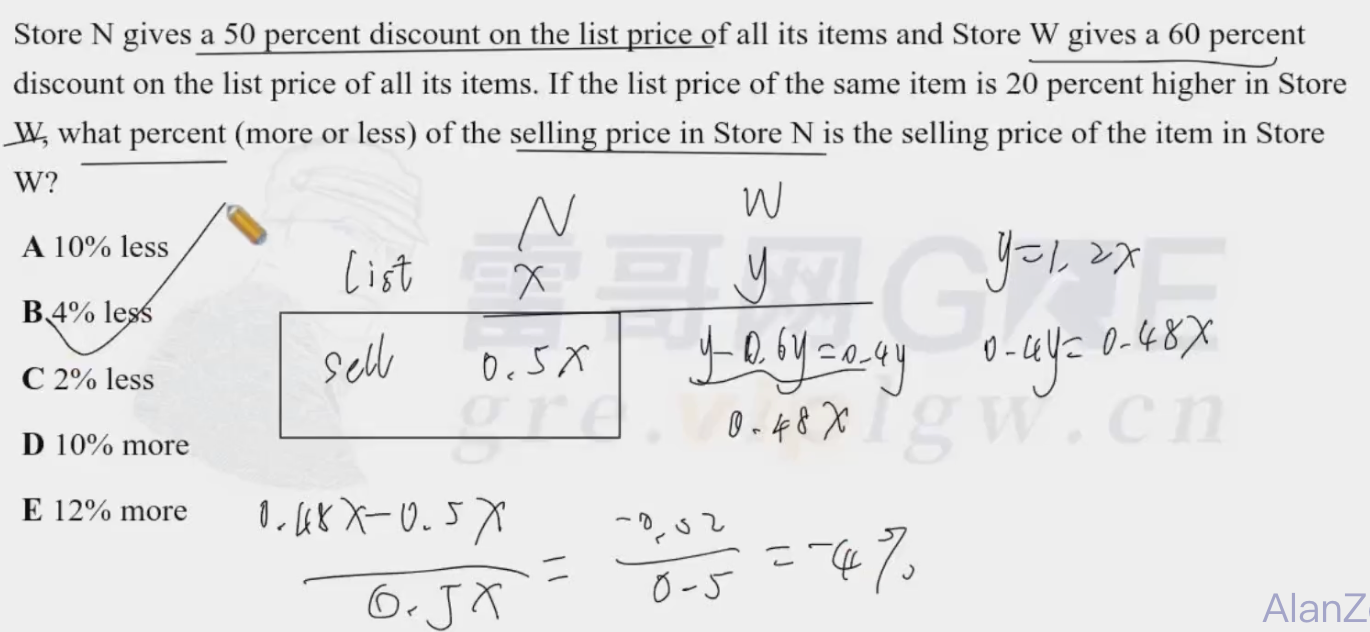 Store N gives a 50 percent discount on the list price of all its items and Store W gives a 60 percent
discount on the list price of all its items. If the list price of the same item is 20 percent higher in Store
W, what percent (more or less) of the selling price in Store N is the selling price of the item in Store
W?
N W
A 10% less
list x y y=1.2x
B 4% less
sell 0.5x y-0.6y=0.4y 0.4y=0.48x
C 2% less
0.48x
D 10% more
E 12% more
0.48x-0.5x / 0.5x = -0.02 / 0.5 = -4%
雷哥网GRE
gre.viplgw.cn
AlanZ